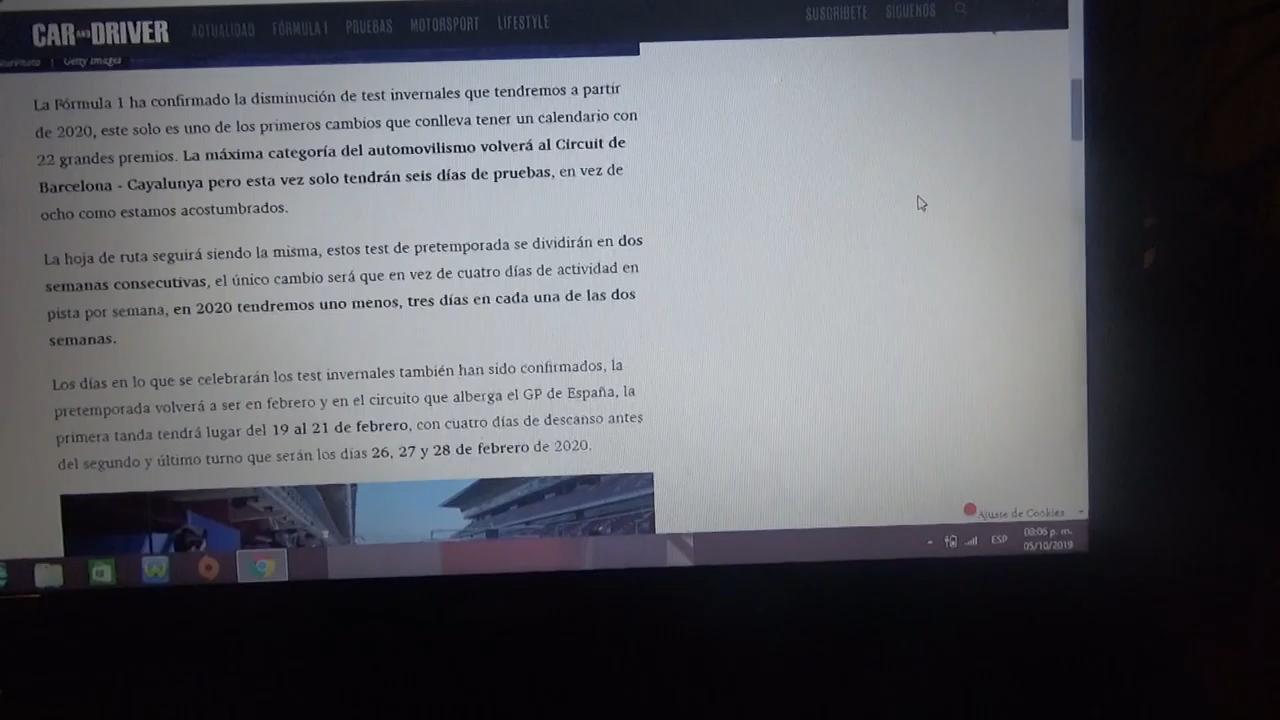 CAR AND DRIVER ACTUALIDAD FÓRMULA 1 PRUEBAS MOTORSPORT LIFESTYLE SUSCRÍBETE SÍGUENOS
Getty Images
La Fórmula 1 ha confirmado la disminución de test invernales que tendremos a partir
de 2020, este solo es uno de los primeros cambios que conlleva tener un calendario con
22 grandes premios. La máxima categoría del automovilismo volverá al Circuit de
Barcelona - Cayalunya pero esta vez solo tendrán seis días de pruebas, en vez de
ocho como estamos acostumbrados.
La hoja de ruta seguirá siendo la misma, estos test de pretemporada se dividirán en dos
semanas consecutivas, el único cambio será que en vez de cuatro días de actividad en
pista por semana, en 2020 tendremos uno menos, tres días en cada una de las dos
semanas.
Los días en lo que se celebrarán los test invernales también han sido confirmados, la
pretemporada volverá a ser en febrero y en el circuito que alberga el GP de España, la
primera tanda tendrá lugar del 19 al 21 de febrero, con cuatro días de descanso antes
del segundo y último turno que serán los días 26, 27 y 28 de febrero de 2020.
Ajuste de Cookies
ESP
05/10/2019